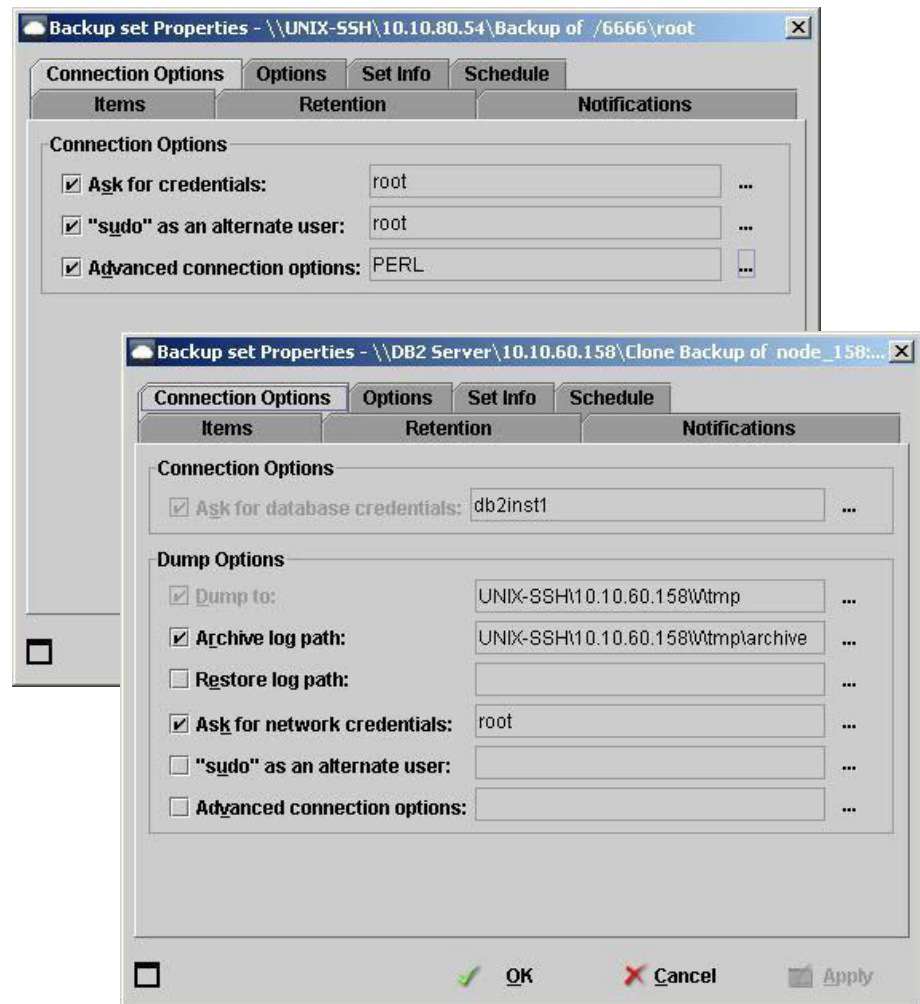 Backup set Properties - \\UNIX-SSH\10.10.80.54\Backup of /6666\root
Connection Options Options Set Info Schedule
Items Retention Notifications
Connection Options
Ask for credentials: root ...
"sudo" as an alternate user: root ...
Advanced connection options: PERL ...
Backup set Properties - \\DB2 Server\10.10.60.158\Clone Backup of node_158:...
Connection Options Options Set Info Schedule
Items Retention Notifications
Connection Options
Ask for database credentials: db2inst1 ...
Dump Options
Dump to: UNIX-SSH\10.10.60.158\/\tmp ...
Archive log path: UNIX-SSH\10.10.60.158\/\tmp\archive ...
Restore log path: ...
Ask for network credentials: root ...
"sudo" as an alternate user: ...
Advanced connection options: ...
OK Cancel Apply